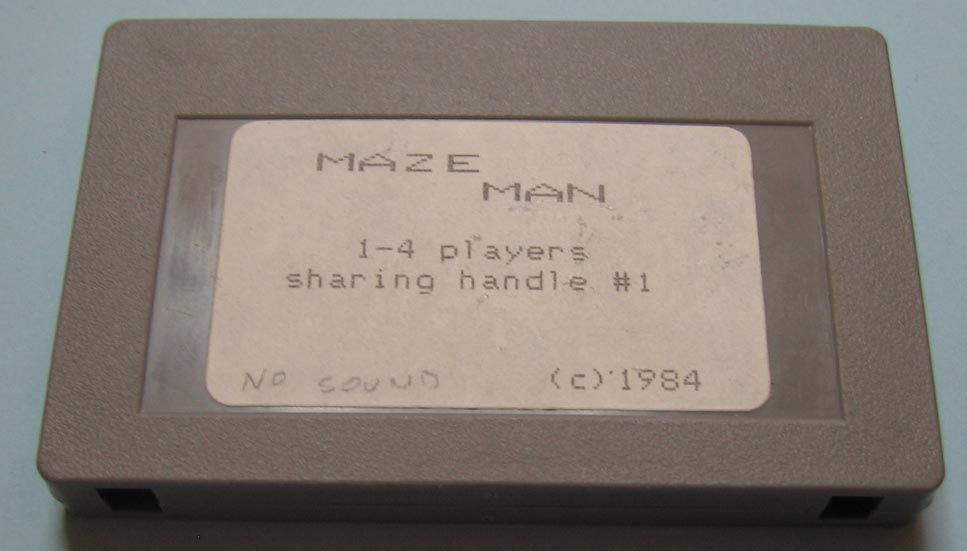 MAZE
MAN
1-4 players
sharing handle #1
NO SOUND (c) 1984